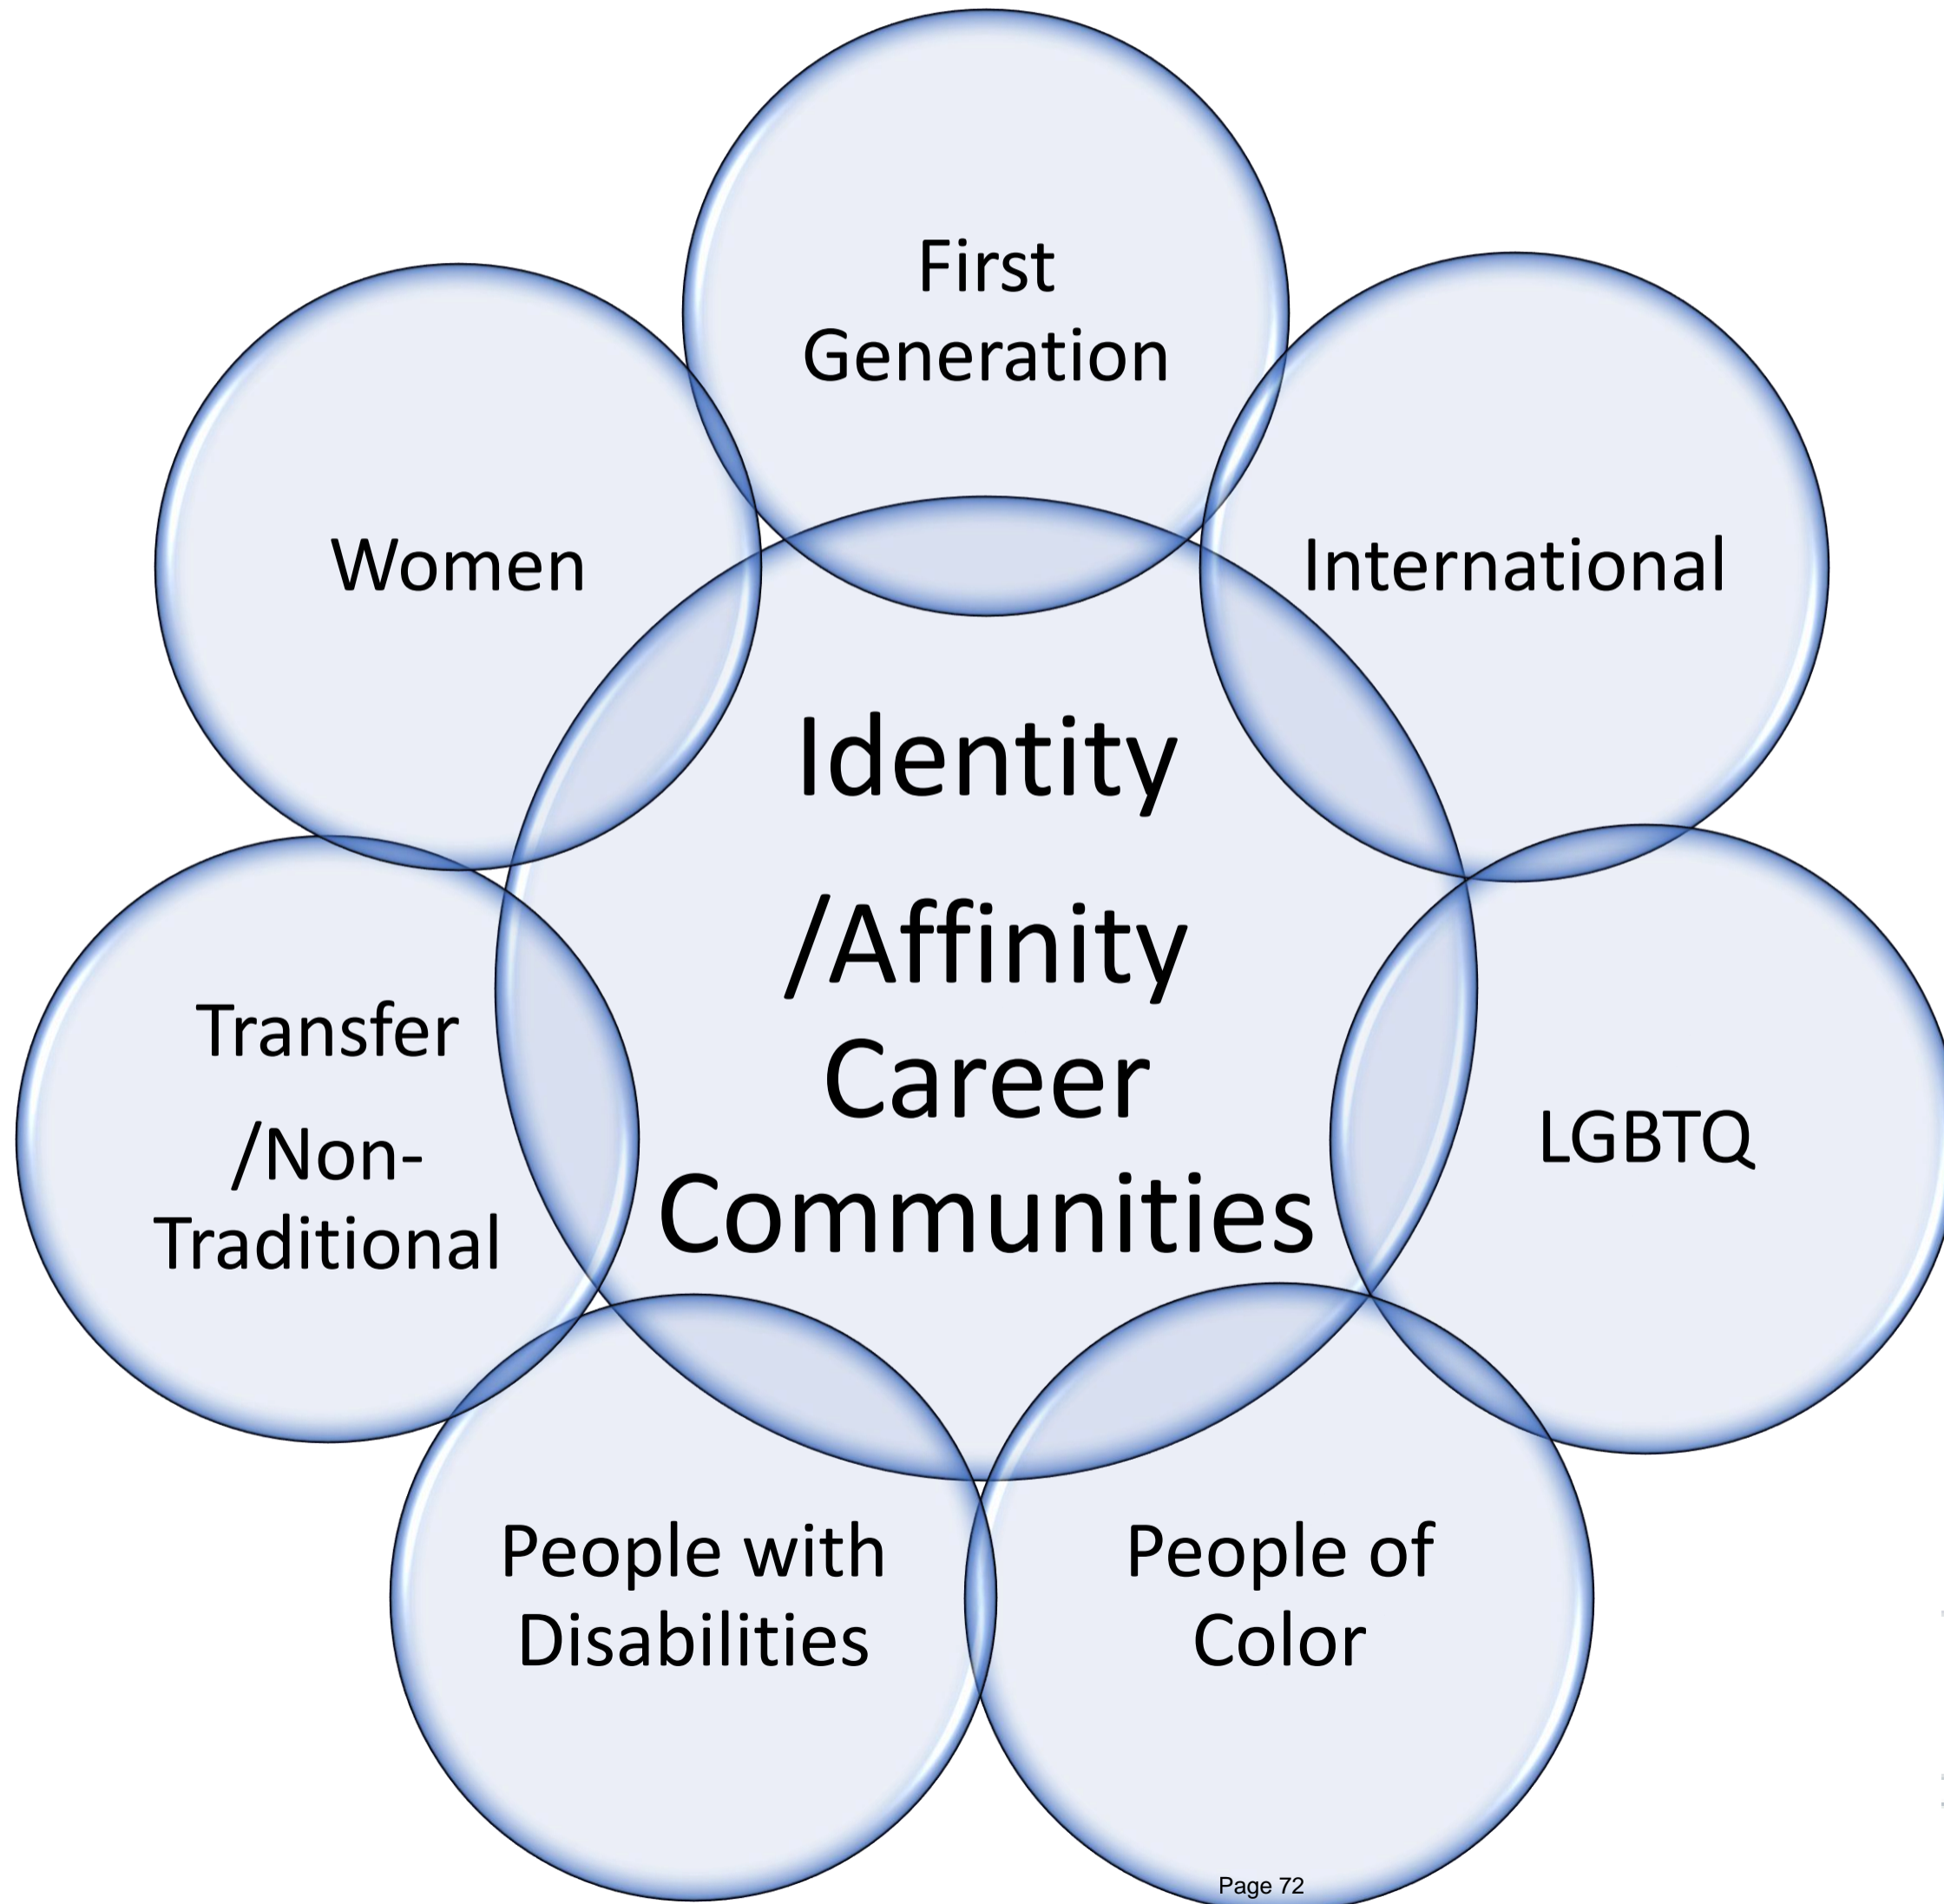 First
Generation
Women
International
Identity
/Affinity
Career
Communities
Transfer
/Non-
Traditional
LGBTQ
People with
Disabilities
People of
Color
Page 72